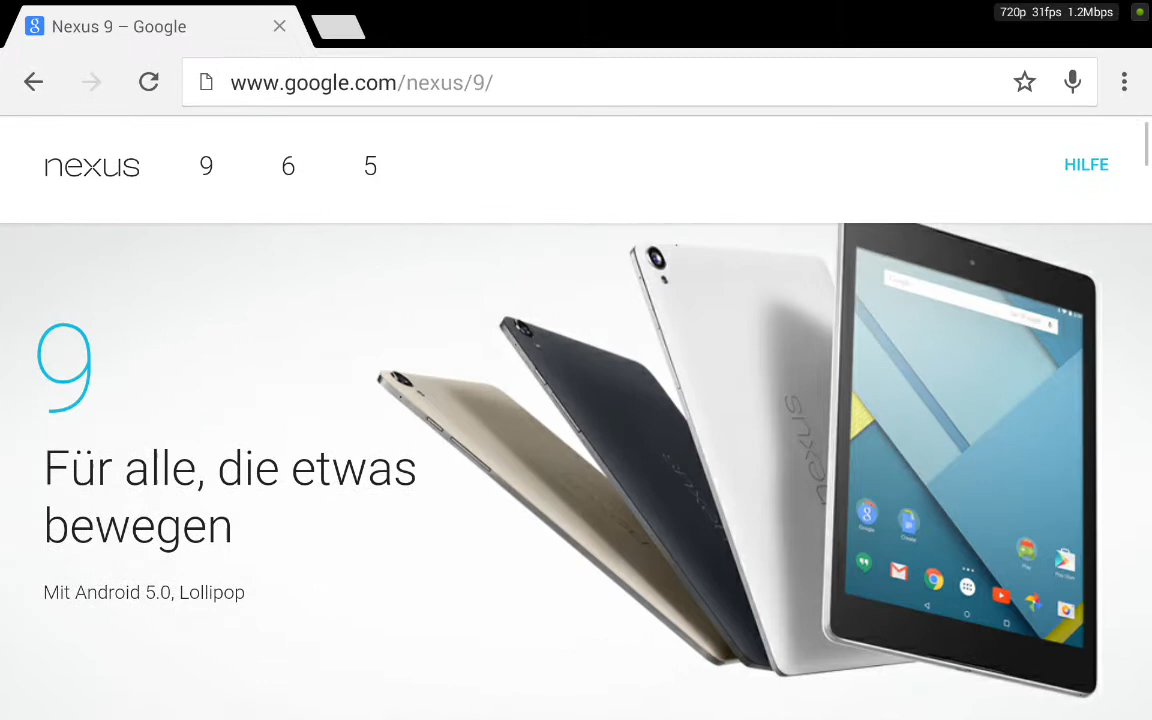 720p 31fps 1.2Mbps
Nexus 9 – Google
www.google.com/nexus/9/
nexus 9 6 5 HILFE
9
Für alle, die etwas
bewegen
Mit Android 5.0, Lollipop
nexus